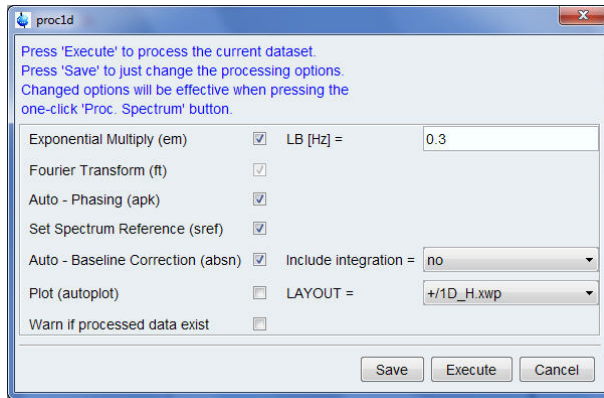 proc1d
Press 'Execute' to process the current dataset.
Press 'Save' to just change the processing options.
Changed options will be effective when pressing the
one-click 'Proc. Spectrum' button.
Exponential Multiply (em) LB [Hz] = 0.3
Fourier Transform (ft)
Auto - Phasing (apk)
Set Spectrum Reference (sref)
Auto - Baseline Correction (absn) Include integration = no
Plot (autoplot) LAYOUT = +/1D_H.xwp
Warn if processed data exist
Save Execute Cancel